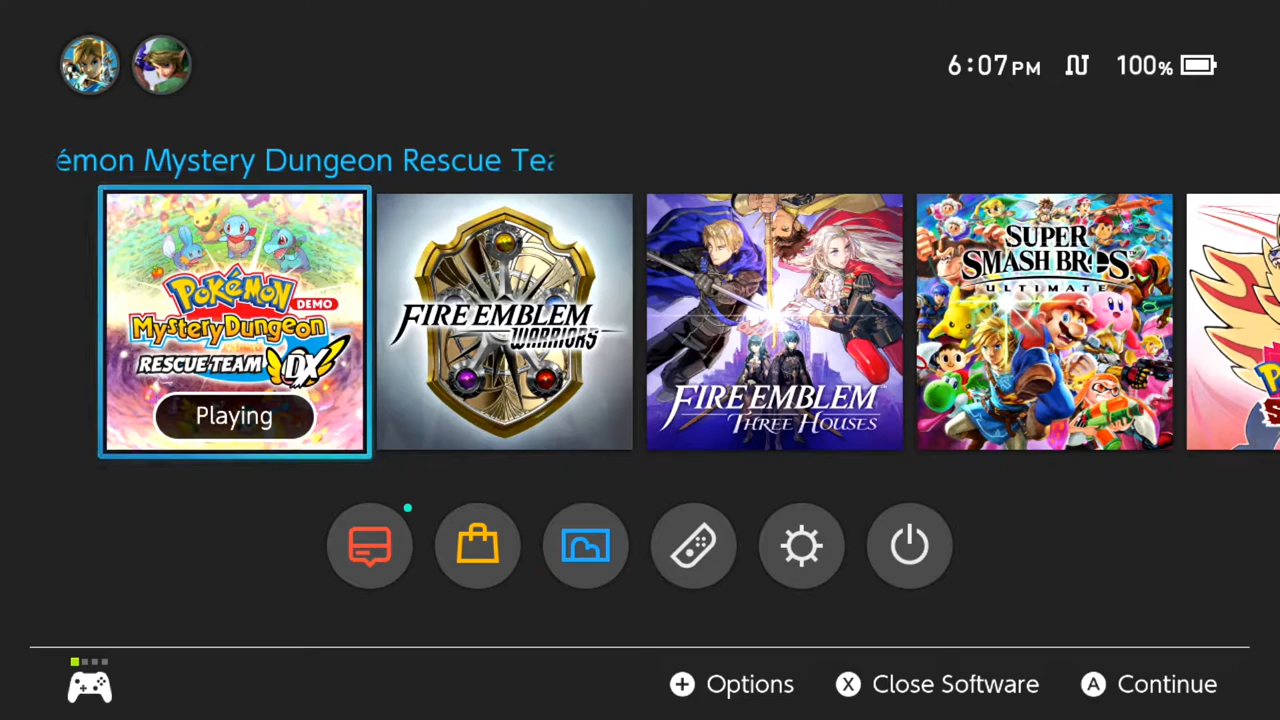 6:07PM 100%
émon Mystery Dungeon Rescue Tea
POKÉMON DEMO
Mystery Dungeon
RESCUE TEAM DX
Playing
FIRE EMBLEM
WARRIORS
FIRE EMBLEM
THREE HOUSES
SUPER
SMASH BROS.
ULTIMATE
+ Options X Close Software A Continue